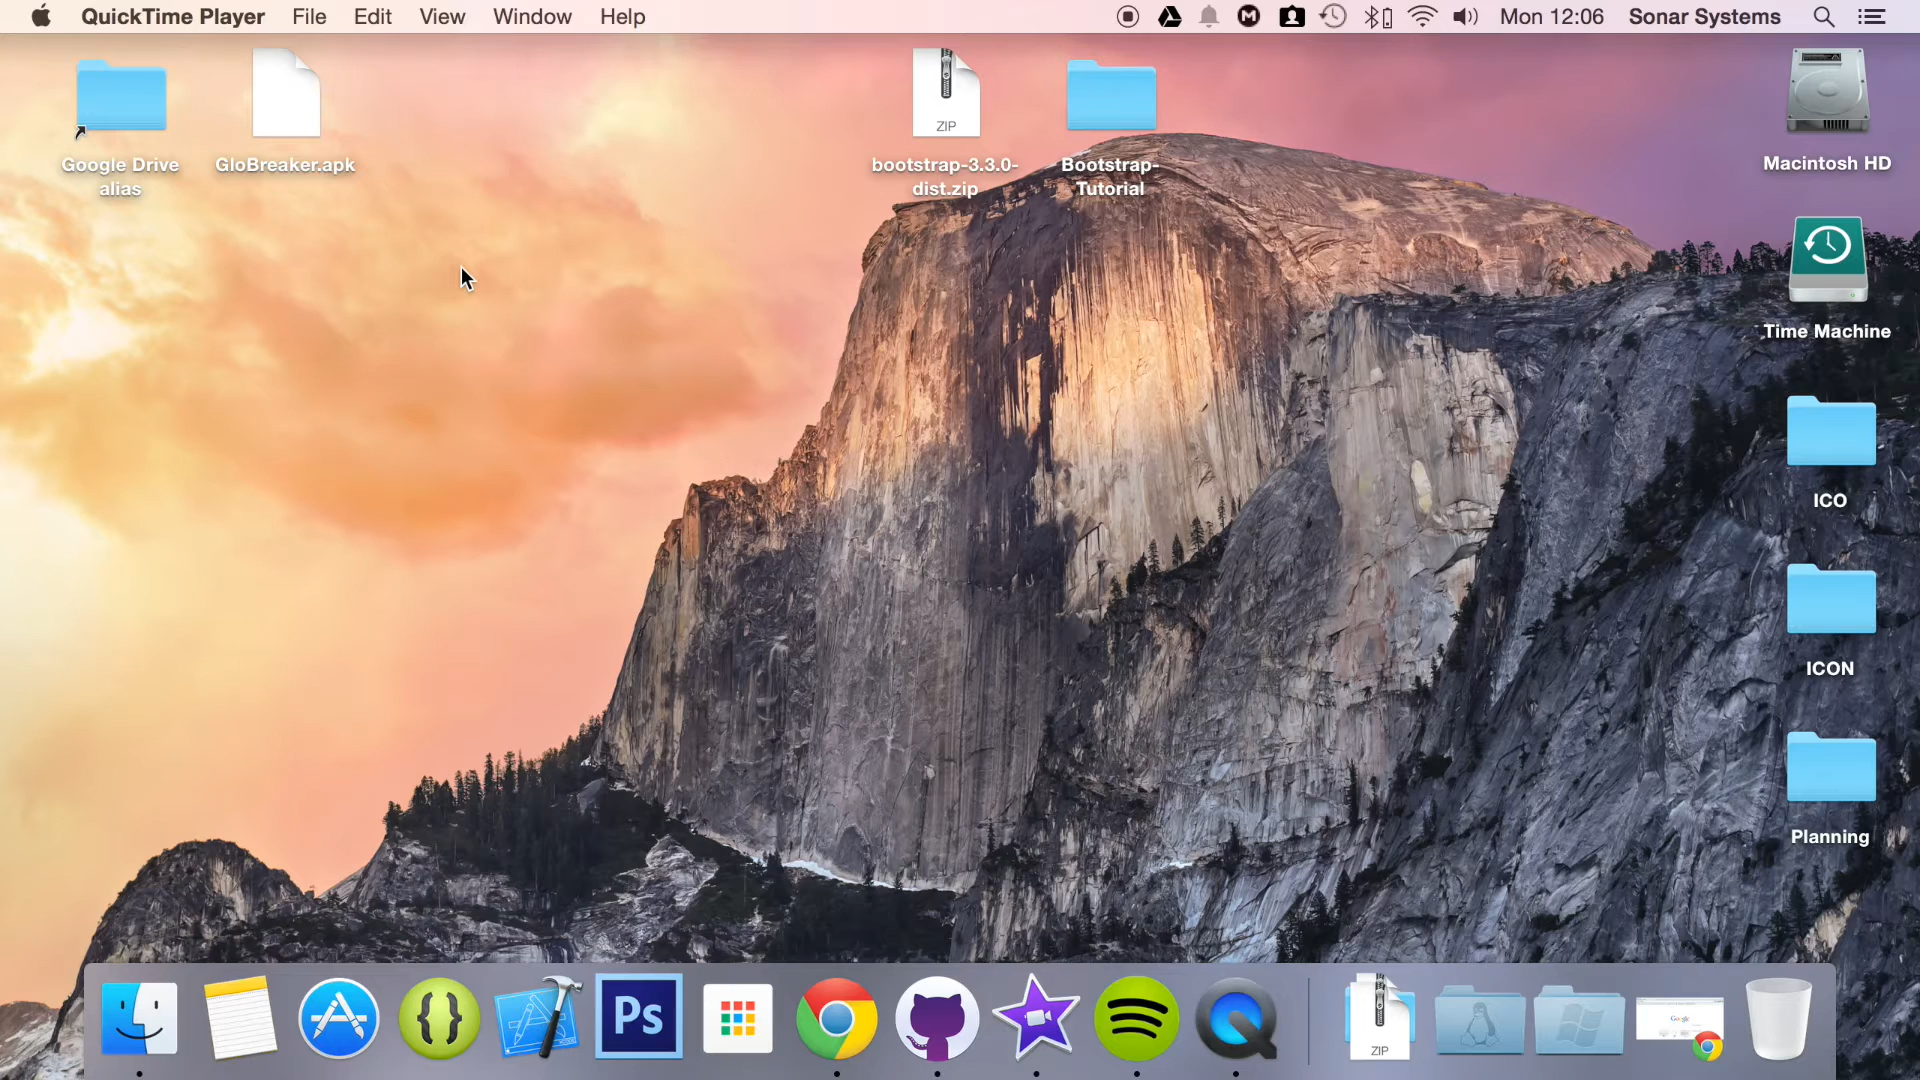 QuickTime Player File Edit View Window Help Mon 12:06 Sonar Systems
Google Drive
alias
GloBreaker.apk
ZIP
bootstrap-3.3.0-
dist.zip
Bootstrap-
Tutorial
Macintosh HD
Time Machine
ICO
ICON
Planning
Ps
ZIP
Google